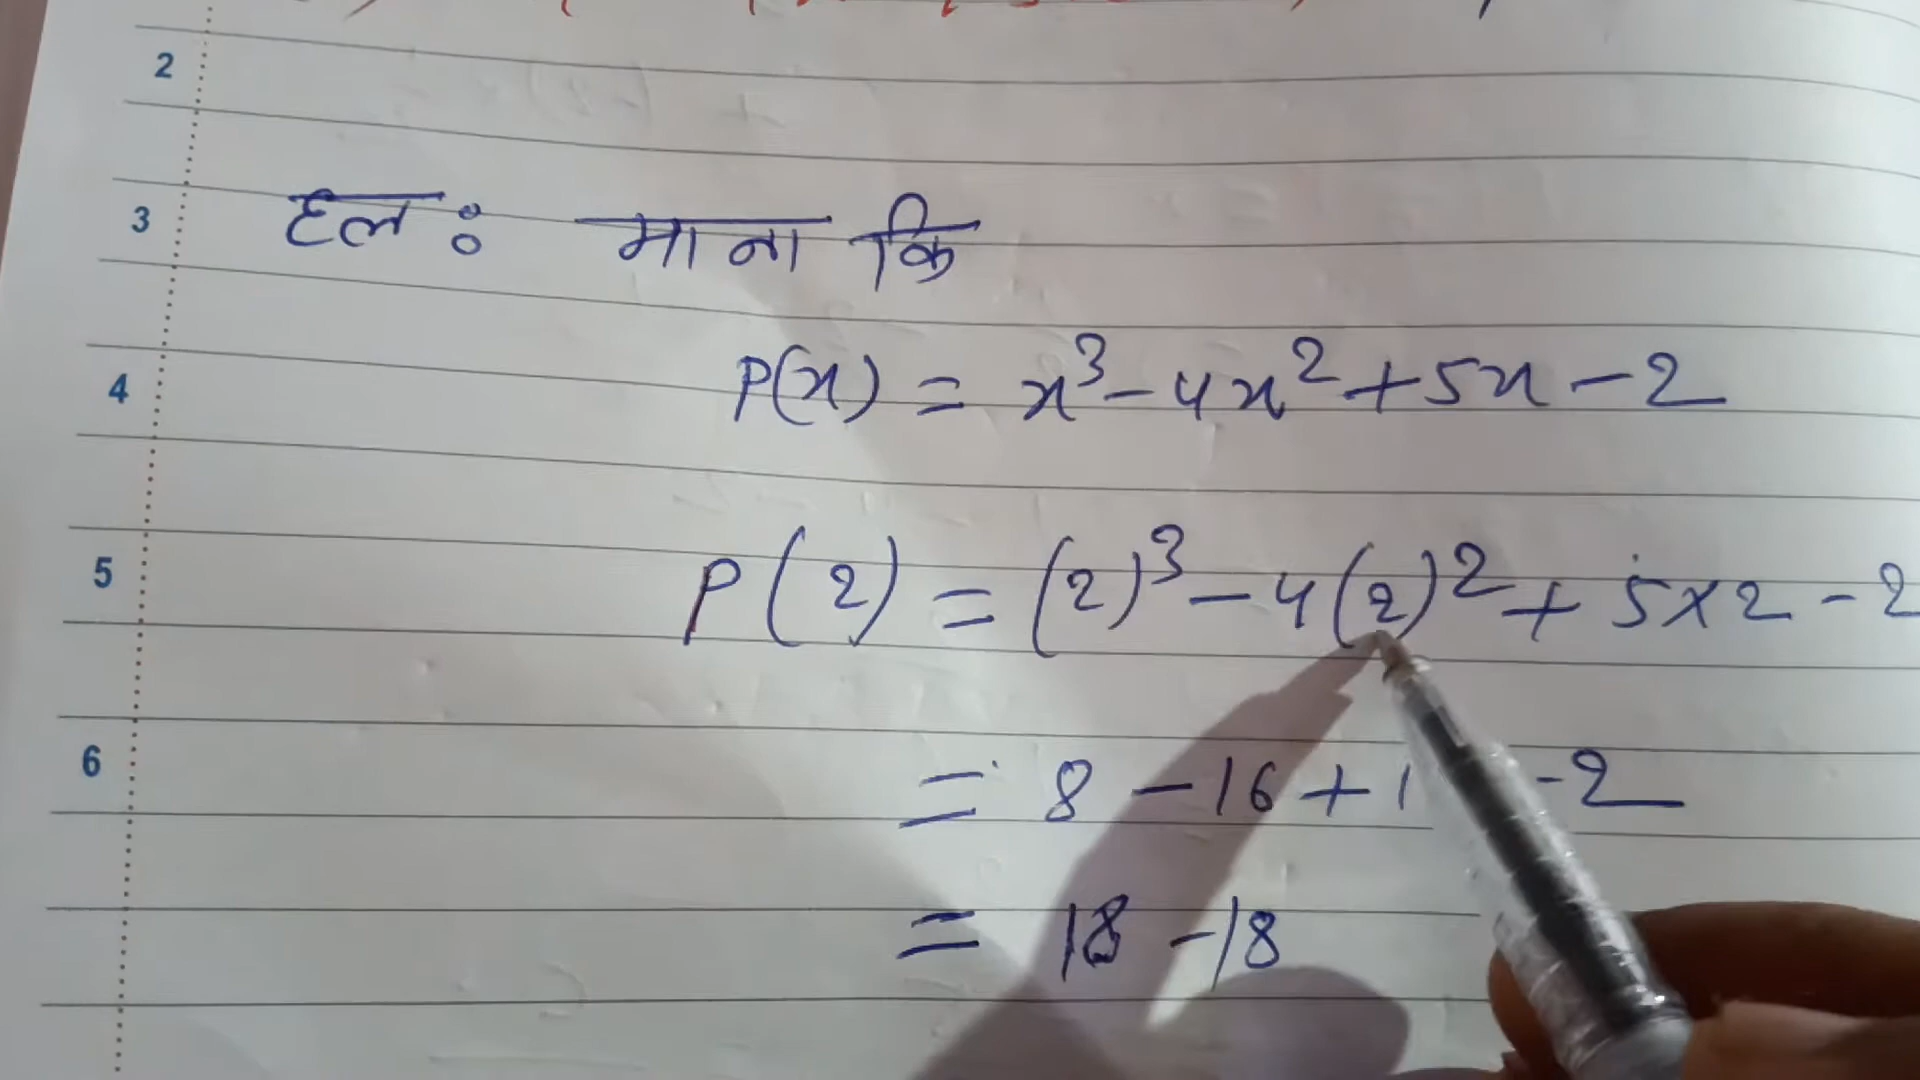 2
3 हल: माना कि
4 P(x) = x³ - 4x² + 5x - 2
5 P(2) = (2)³ - 4(2)² + 5×2 - 2
6 = 8 - 16 + 1 -2
= 18 - 18